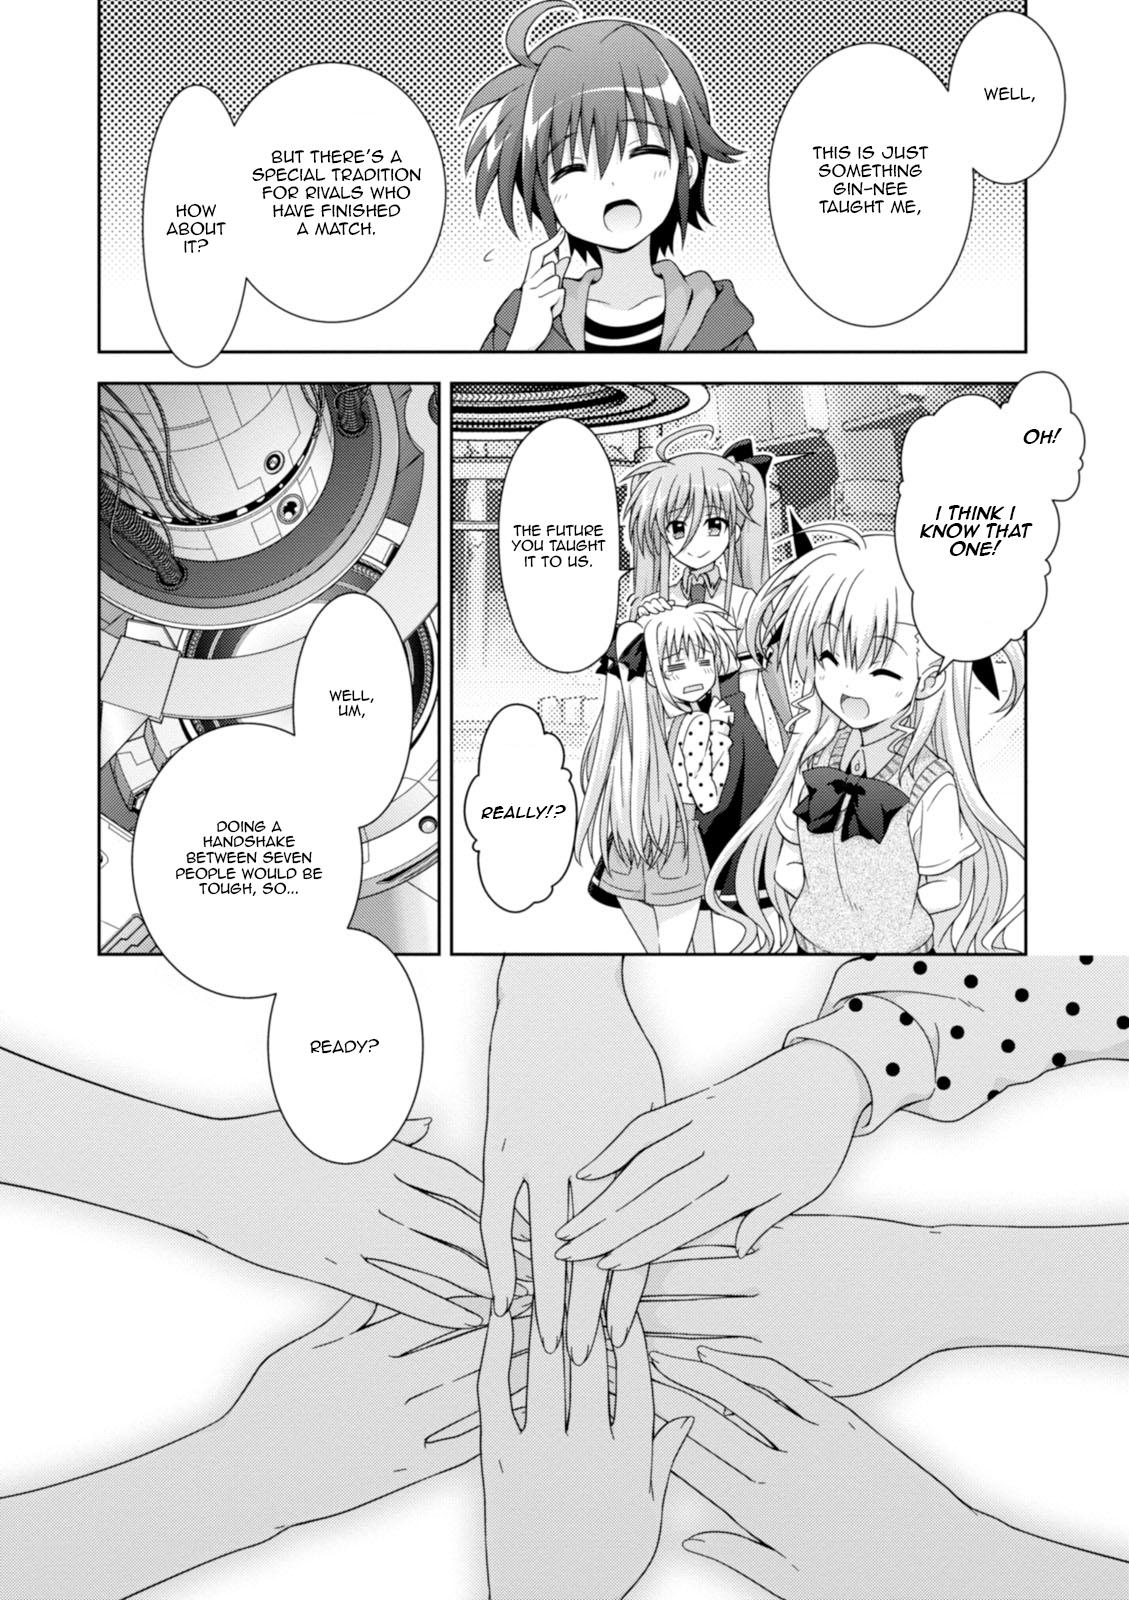 WELL,
THIS IS JUST
SOMETHING
GIN-NEE
TAUGHT ME,
BUT THERE'S A
SPECIAL TRADITION
FOR RIVALS WHO
HAVE FINISHED
A MATCH.
HOW
ABOUT
IT?
OH!
I THINK I
KNOW THAT
ONE!
THE FUTURE
YOU TAUGHT
IT TO US.
REALLY!?
WELL,
UM,
DOING A
HANDSHAKE
BETWEEN SEVEN
PEOPLE WOULD BE
TOUGH, SO...
READY?